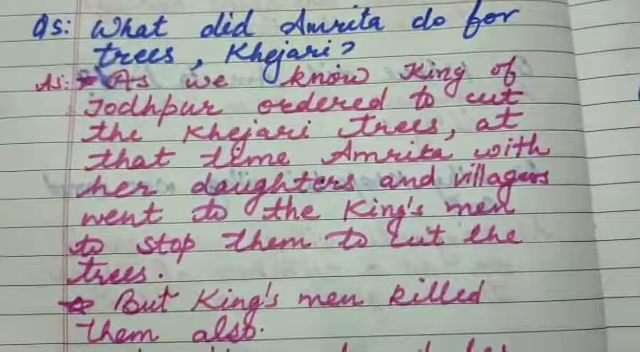 Q5: What did Amrita do for
trees, Khejari?
A5: As we know King of
Jodhpur ordered to cut
the Khejari trees, at
that time Amrita with
her daughters and villagers
went to the King's men
to stop them to cut the
trees.
But King's men killed
them also.